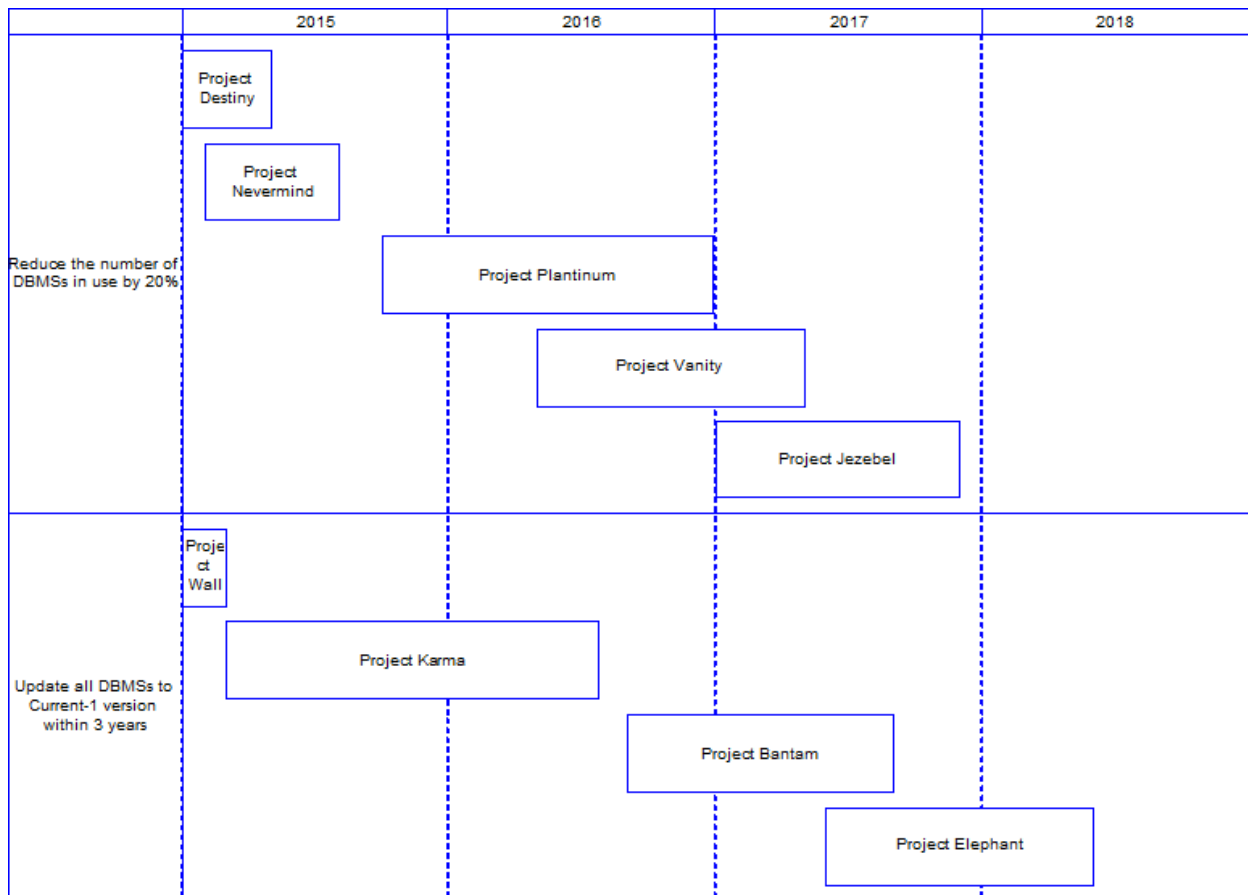 2015 2016 2017 2018
Project
Destiny
Project
Nevermind
Reduce the number of
DBMSs in use by 20%
Project Plantinum
Project Vanity
Project Jezebel
Proje
ct
Wall
Project Karma
Update all DBMSs to
Current-1 version
within 3 years
Project Bantam
Project Elephant